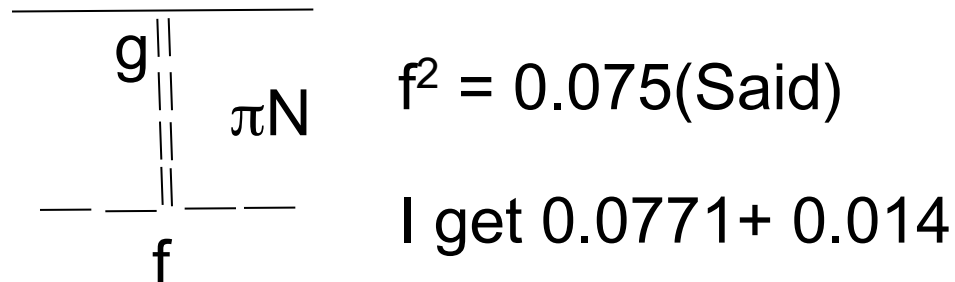 g
πN
f
f² = 0.075(Said)
I get 0.0771+ 0.014